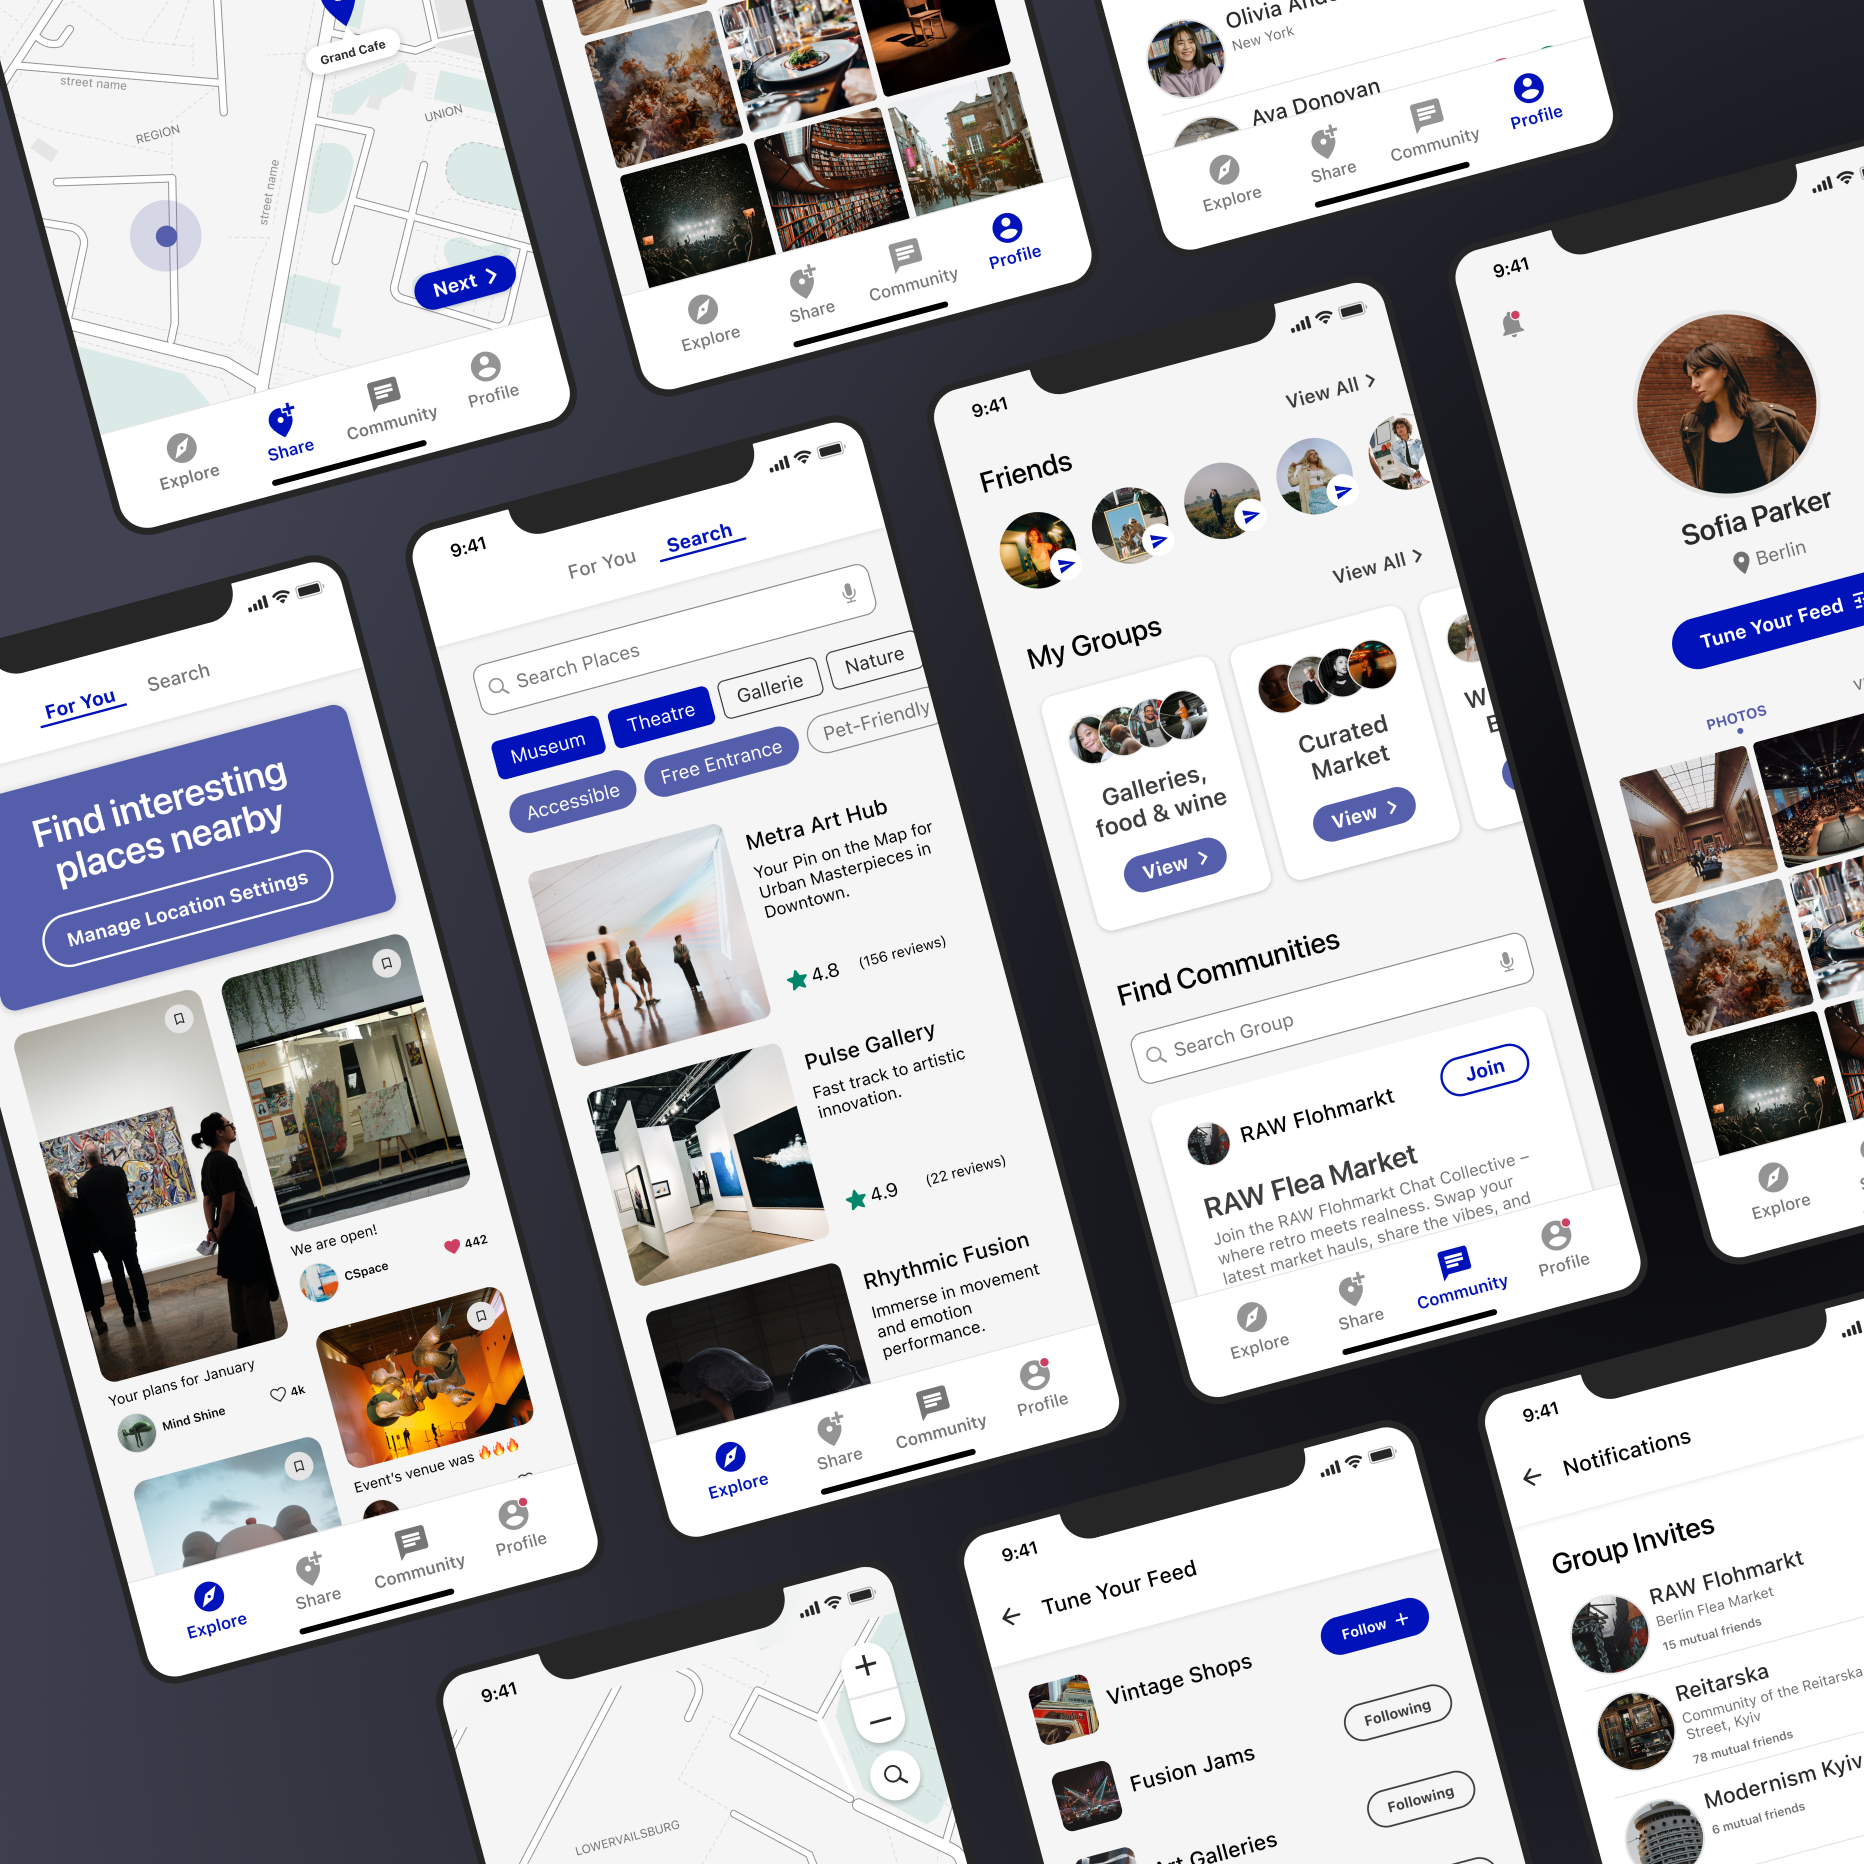 Grand Cafe
street name
REGION
UNION
street name
Next
Explore
Share
Community
Profile
Explore
Share
Community
Profile
New York
Ava Donovan
Explore
Share
Community
Profile
For You
Search
Find interesting
places nearby
Manage Location Settings
Your plans for January
Mind Shine
4k
We are open!
CSpace
442
Event's venue was 🔥🔥🔥
Explore
Share
Community
Profile
9:41
For You
Search
Search Places
Museum
Theatre
Gallerie
Nature
Accessible
Free Entrance
Pet-Friendly
Metra Art Hub
Your Pin on the Map for
Urban Masterpieces in
Downtown.
4.8
(156 reviews)
Pulse Gallery
Fast track to artistic
innovation.
4.9
(22 reviews)
Rhythmic Fusion
Immerse in movement
and emotion
performance.
Explore
Share
Community
Profile
9:41
View All
Friends
View All
My Groups
Galleries,
food & wine
View
Curated
Market
View
Find Communities
Search Group
RAW Flohmarkt
Join
RAW Flea Market
Join the RAW Flohmarkt Chat Collective –
where retro meets realness. Swap your
latest market hauls, share the vibes, and
Explore
Share
Community
Profile
9:41
Sofia Parker
Berlin
Tune Your Feed
PHOTOS
Explore
9:41
LOWERVAILSBURG
9:41
Tune Your Feed
Vintage Shops
Follow
Fusion Jams
Following
Art Galleries
Following
9:41
Notifications
Group Invites
RAW Flohmarkt
Berlin Flea Market
15 mutual friends
Reitarska
Community of the Reitarska
Street, Kyiv
78 mutual friends
Modernism Kyiv
6 mutual friends